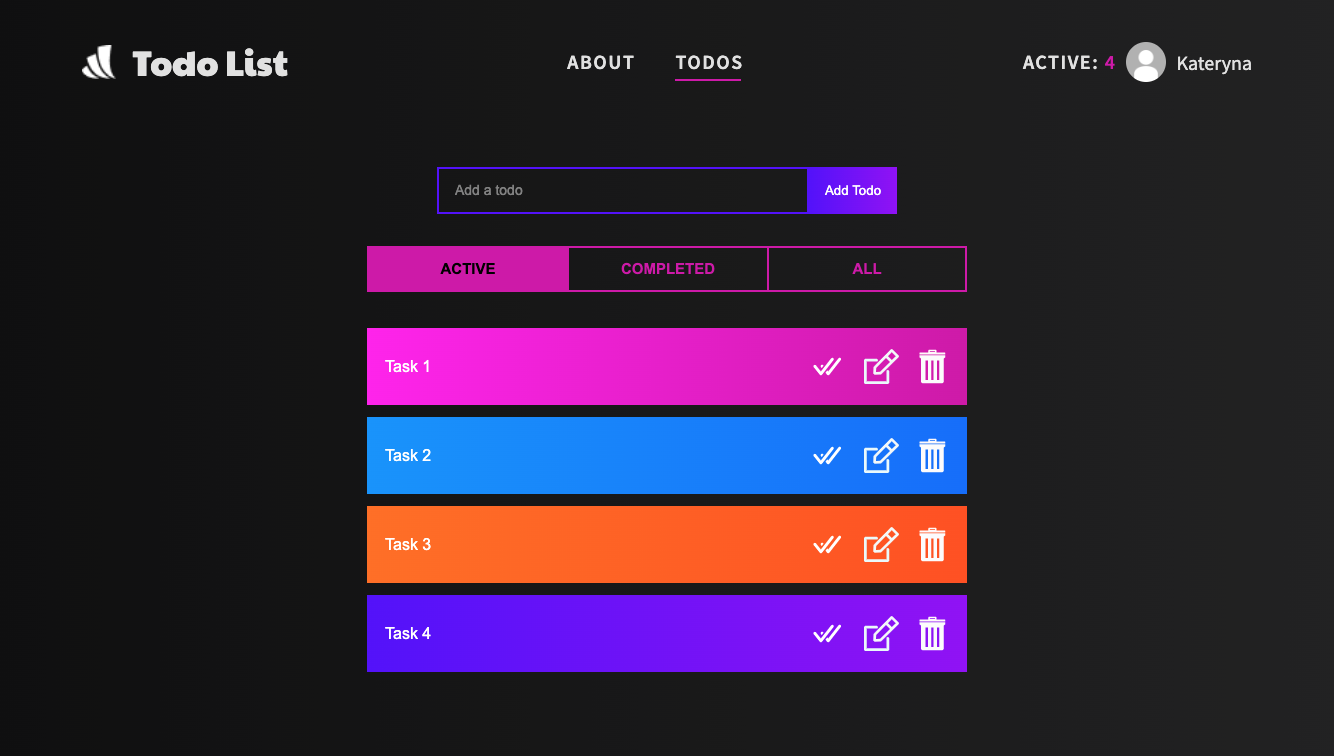 Todo List
ABOUT
TODOS
ACTIVE: 4
Kateryna
Add a todo
Add Todo
ACTIVE
COMPLETED
ALL
Task 1
Task 2
Task 3
Task 4